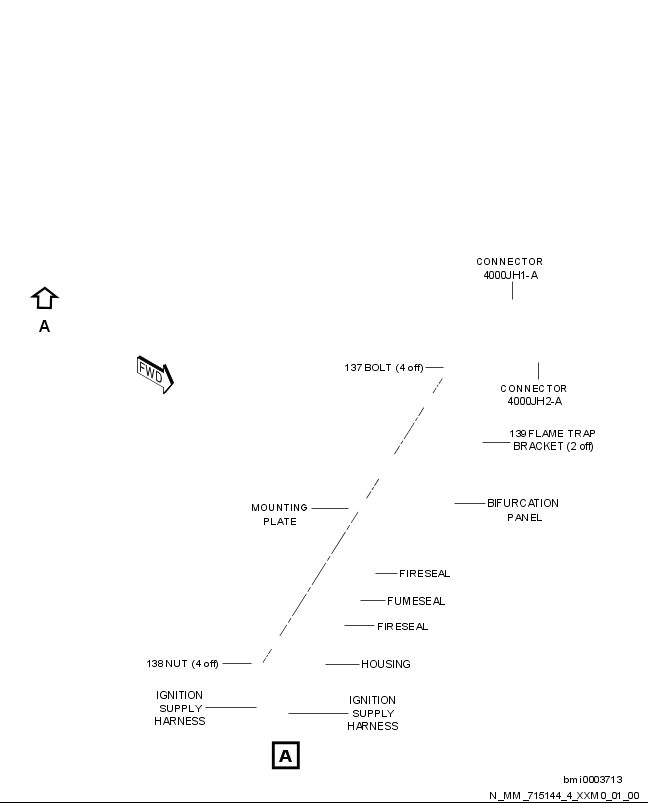 CONNECTOR
4000JH1-A
A
FWD
137 BOLT (4 off)
CONNECTOR
4000JH2-A
139 FLAME TRAP
BRACKET (2 off)
MOUNTING
PLATE
BIFURCATION
PANEL
FIRESEAL
FUMESEAL
FIRESEAL
138 NUT (4 off)
HOUSING
IGNITION
SUPPLY
HARNESS
IGNITION
SUPPLY
HARNESS
A
bmi0003713
N_MM_715144_4_XXM0_01_00